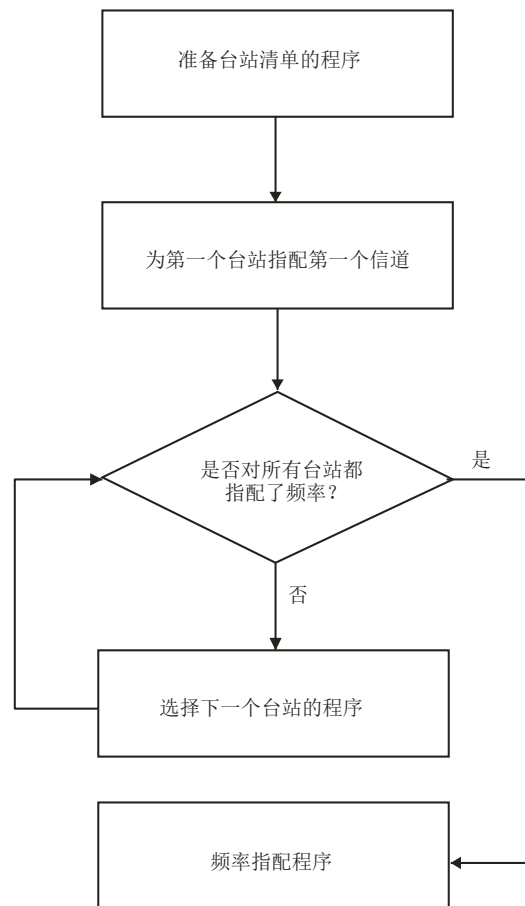 准备台站清单的程序
为第一个台站指配第一个信道
是否对所有台站都
指配了频率？
是
否
选择下一个台站的程序
频率指配程序